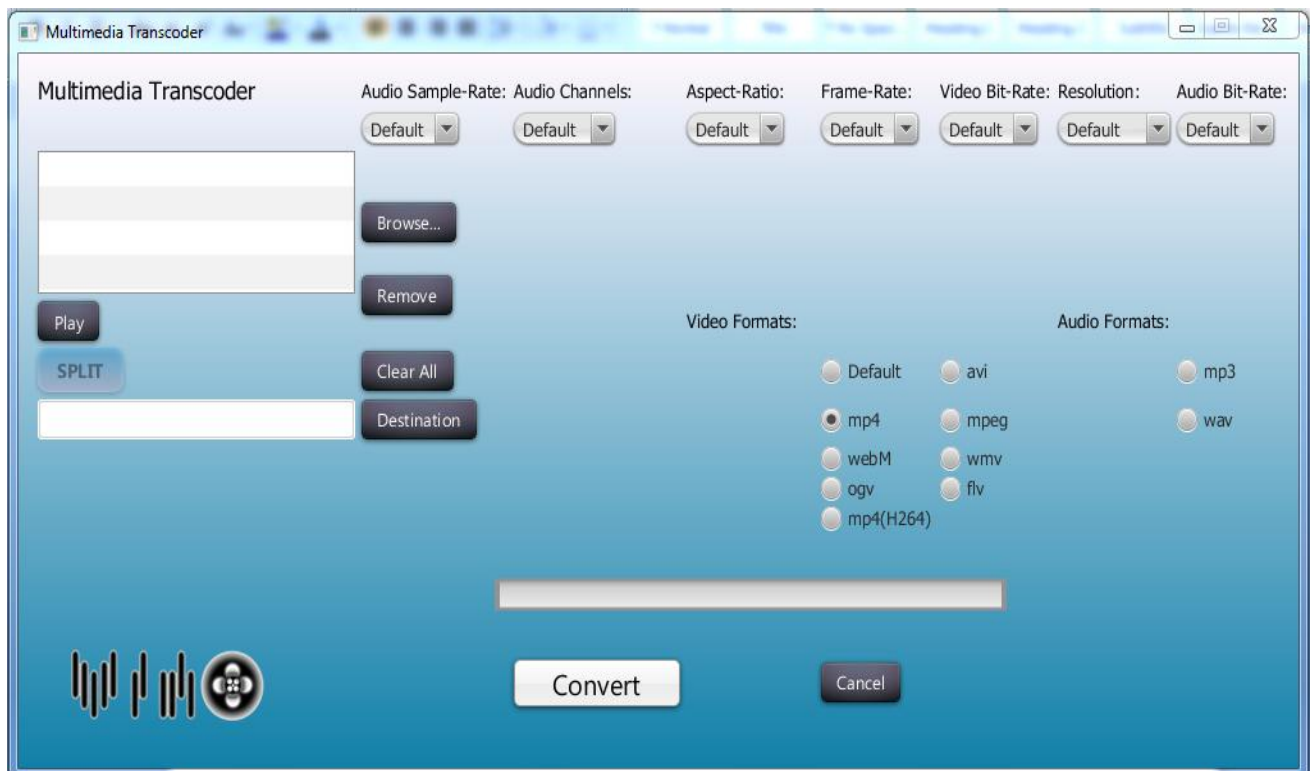 Multimedia Transcoder
Multimedia Transcoder
Audio Sample-Rate: Audio Channels: Aspect-Ratio: Frame-Rate: Video Bit-Rate: Resolution: Audio Bit-Rate:
Default Default Default Default Default Default Default
Browse...
Remove
Play
Video Formats: Audio Formats:
SPLIT Clear All Default avi mp3
Destination mp4 mpeg wav
webM wmv
ogv flv
mp4(H264)
Convert Cancel